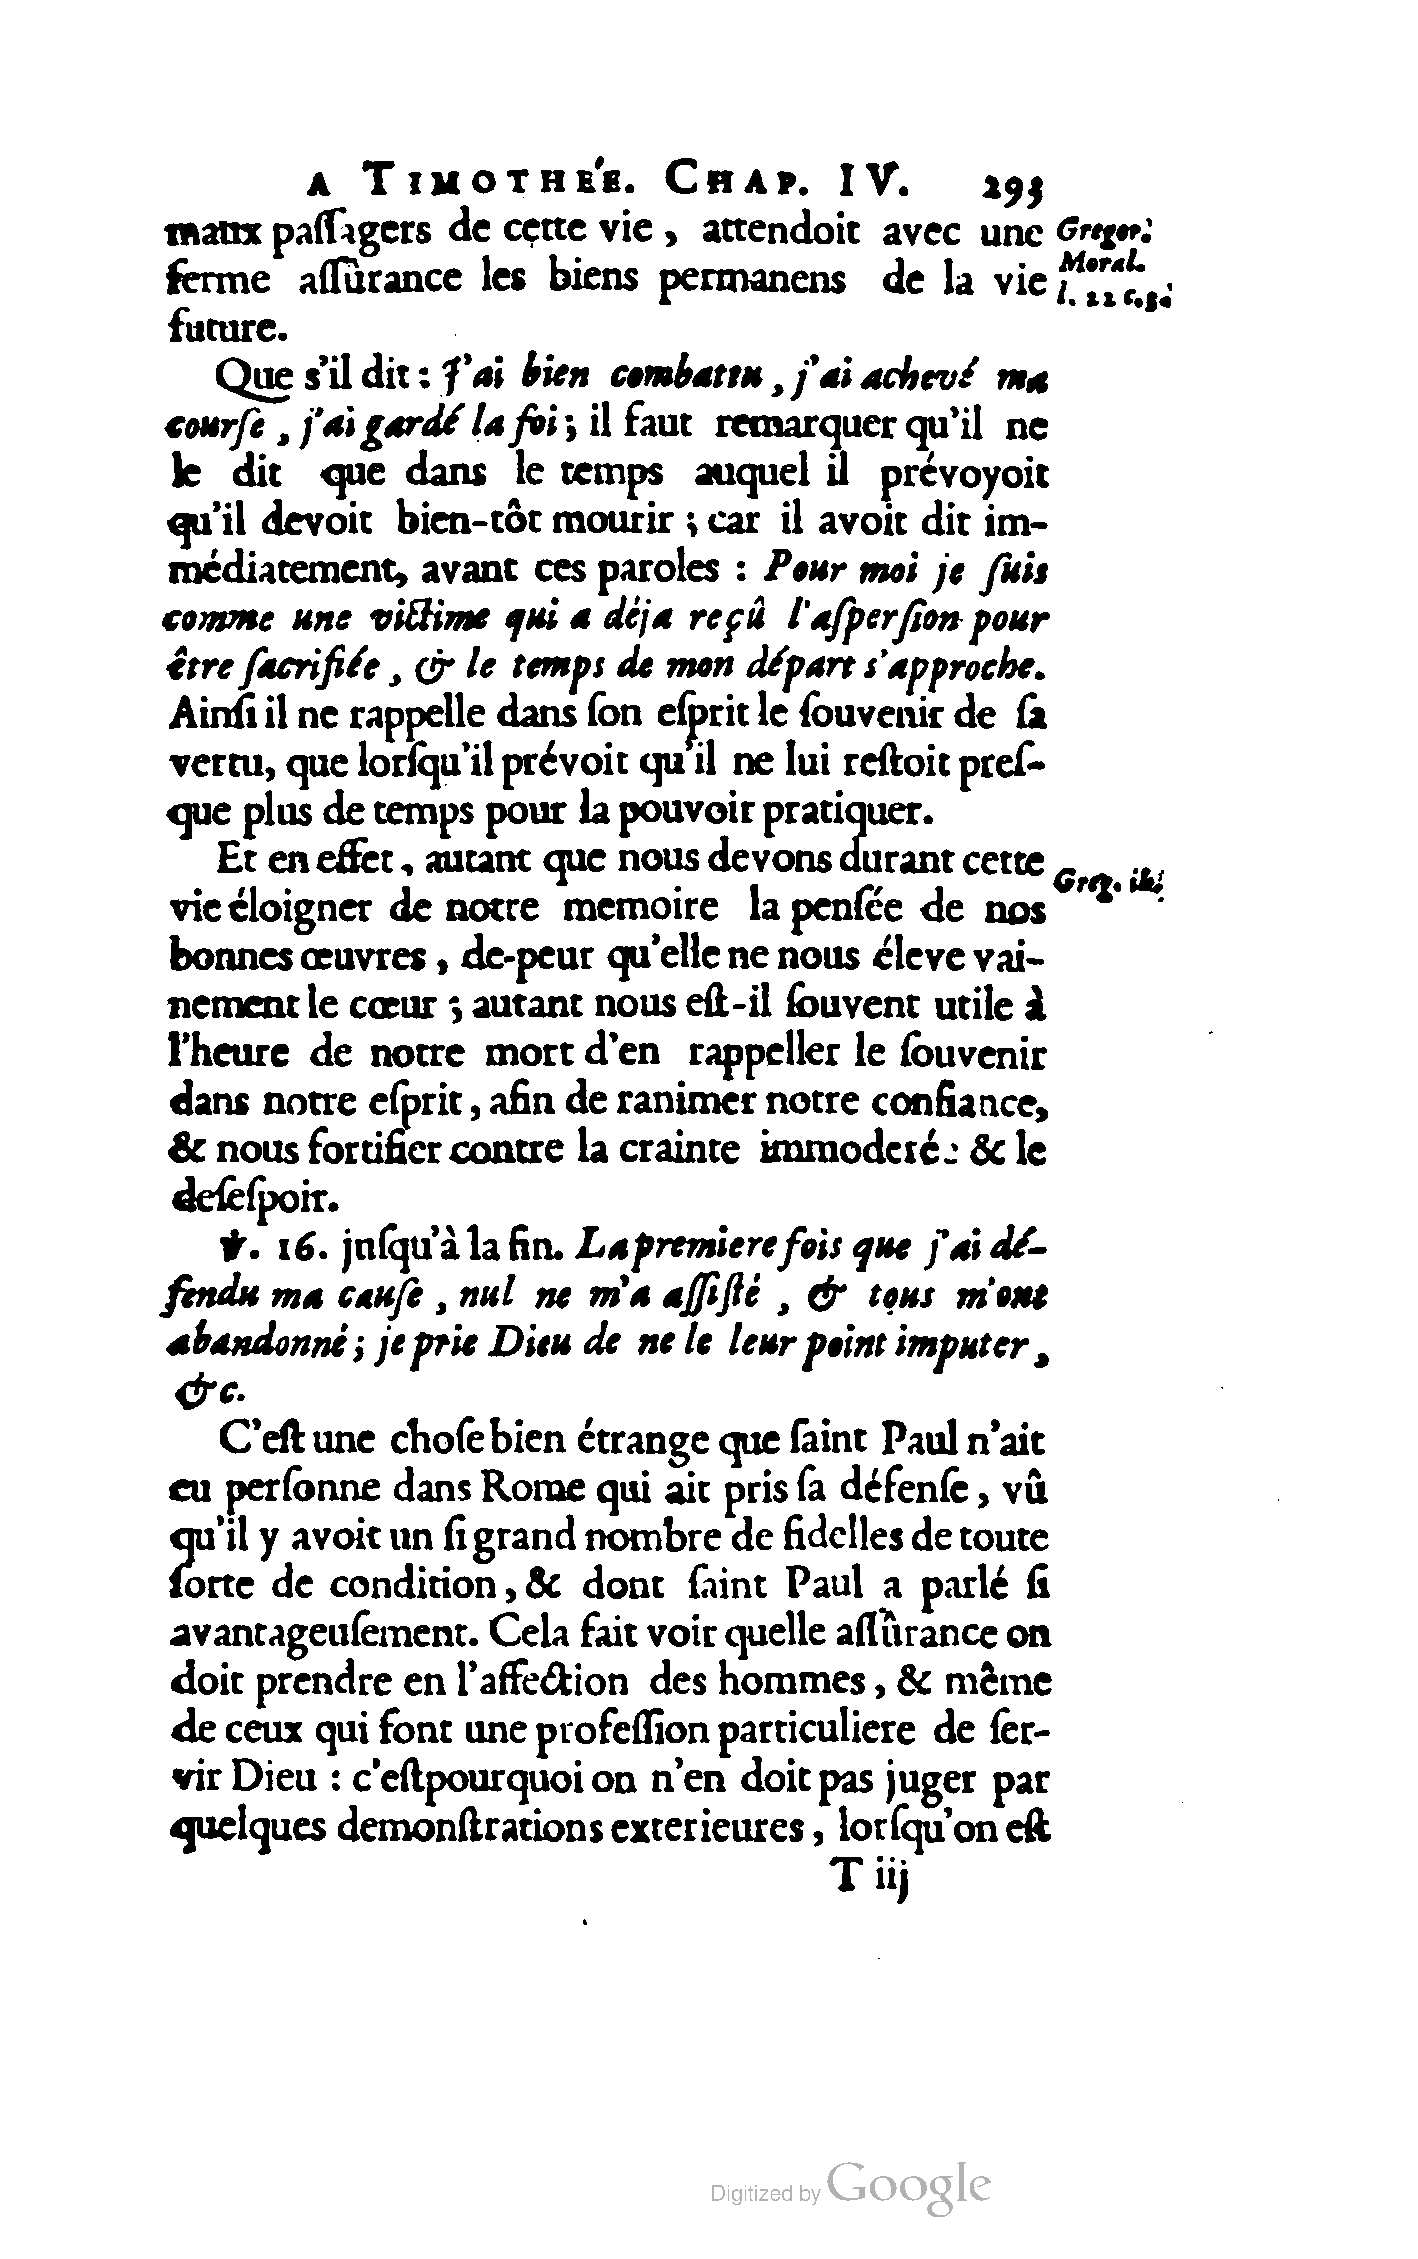 A TIMOTHÉE. CHAP. IV. 293
maux paſſagers de cette vie, attendoit avec une
ferme aſſûrance les biens permanens de la vie
future.
Gregor.
Moral.
l. 22 c. 5.
Que s'il dit : J'ai bien combattu, j'ai achevé ma
courſe, j'ai gardé la foi; il faut remarquer qu'il ne
le dit que dans le temps auquel il prévoyoit
qu'il devoit bien-tôt mourir ; car il avoit dit im-
médiatement, avant ces paroles : Pour moi je ſuis
comme une victime qui a déja reçû l'aſperſion pour
être ſacrifiée, & le temps de mon départ s'approche.
Ainſi il ne rappelle dans ſon eſprit le ſouvenir de ſa
vertu, que lorſqu'il prévoit qu'il ne lui reſtoit preſ-
que plus de temps pour la pouvoir pratiquer.
Et en effet, autant que nous devons durant cette
vie éloigner de notre memoire la penſée de nos
Greg. ibi.
bonnes œuvres, de-peur qu'elle ne nous éleve vai-
nement le cœur ; autant nous eſt-il ſouvent utile à
l'heure de notre mort d'en rappeller le ſouvenir
dans notre eſprit, afin de ranimer notre confiance,
& nous fortifier contre la crainte immoderée & le
deſeſpoir.
℣. 16. juſqu'à la fin. La premiere fois que j'ai dé-
fendu ma cauſe, nul ne m'a aſſiſté, & tous m'ont
abandonné; je prie Dieu de ne le leur point imputer,
&c.
C'eſt une choſe bien étrange que ſaint Paul n'ait
eu perſonne dans Rome qui ait pris ſa défenſe, vû
qu'il y avoit un ſi grand nombre de fidelles de toute
ſorte de condition, & dont ſaint Paul a parlé ſi
avantageuſement. Cela fait voir quelle aſſûrance on
doit prendre en l'affection des hommes, & même
de ceux qui font une profeſſion particuliere de ſer-
vir Dieu : c'eſtpourquoi on n'en doit pas juger par
quelques demonſtrations exterieures, lorſqu'on eſt
T iij
Digitized by Google